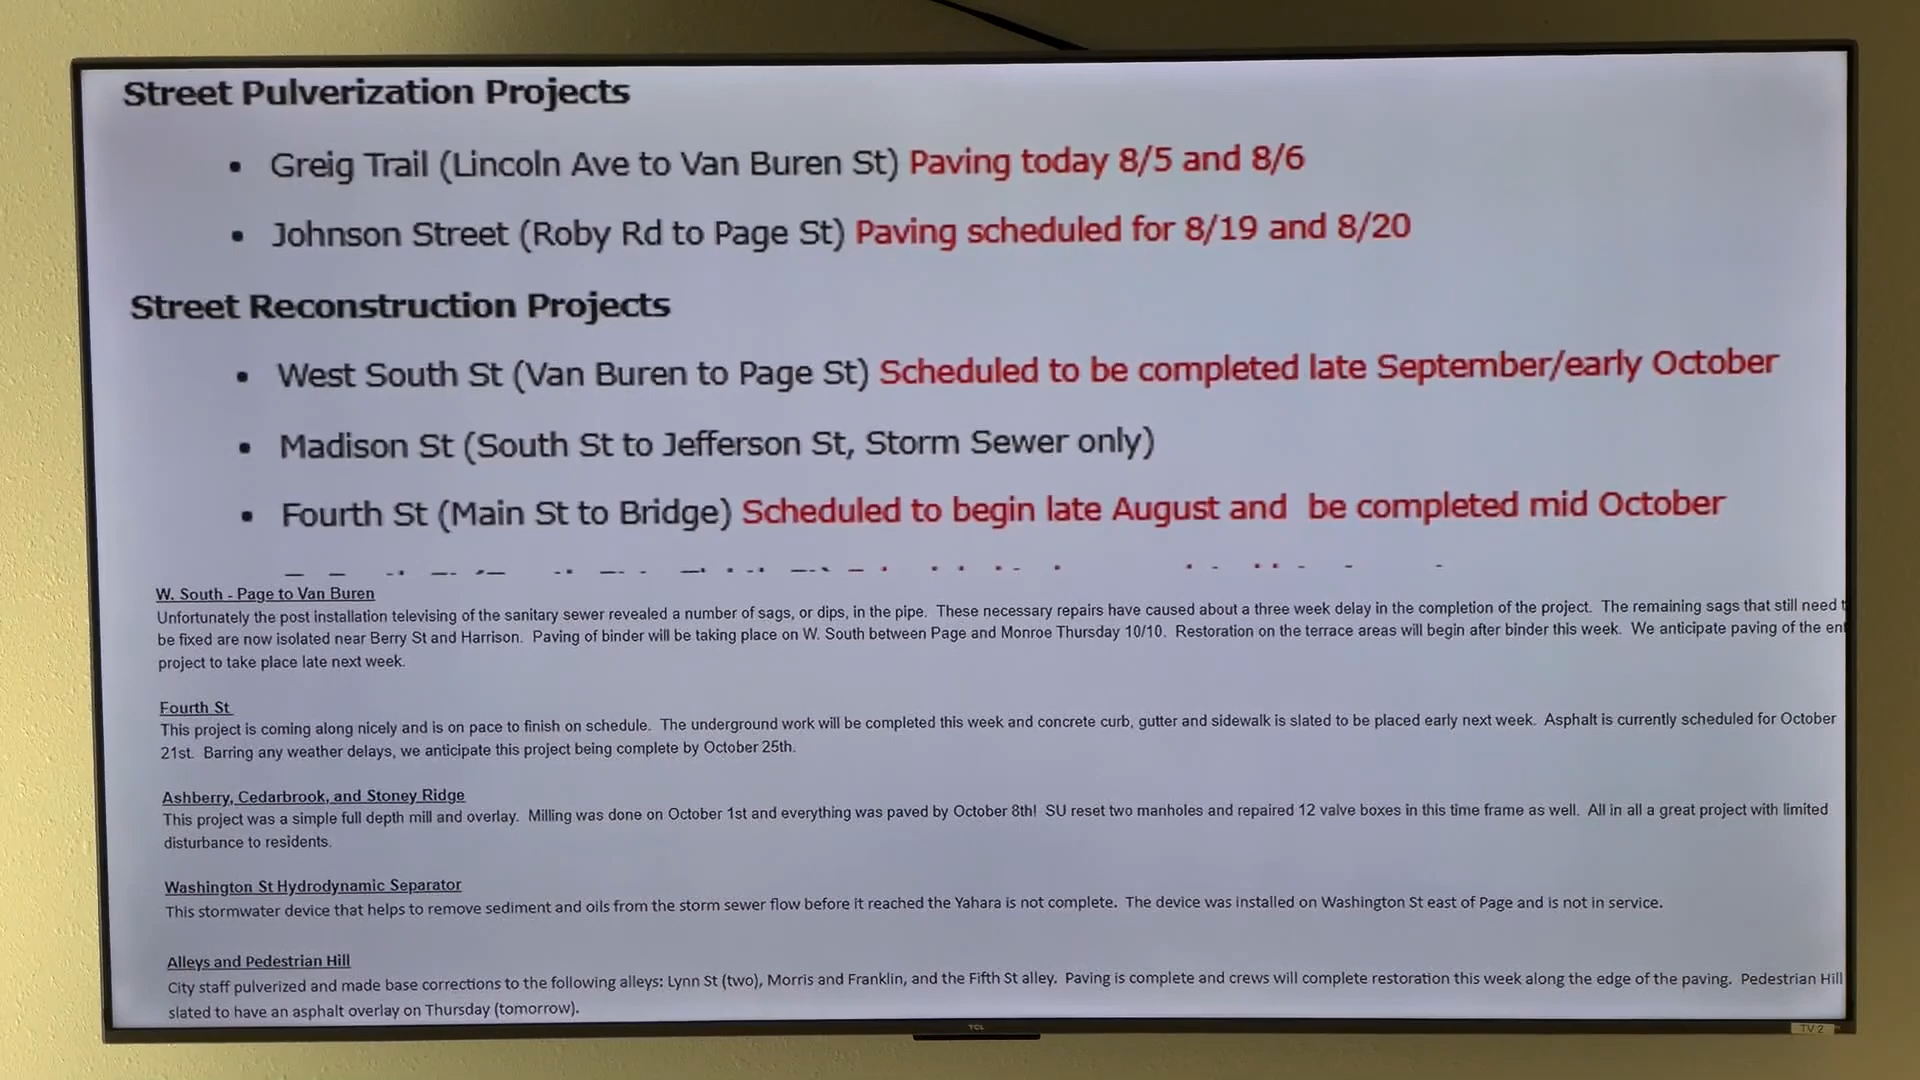 Street Pulverization Projects
• Greig Trail (Lincoln Ave to Van Buren St) Paving today 8/5 and 8/6
• Johnson Street (Roby Rd to Page St) Paving scheduled for 8/19 and 8/20
Street Reconstruction Projects
• West South St (Van Buren to Page St) Scheduled to be completed late September/early October
• Madison St (South St to Jefferson St, Storm Sewer only)
• Fourth St (Main St to Bridge) Scheduled to begin late August and be completed mid October
W. South - Page to Van Buren
Unfortunately the post installation televising of the sanitary sewer revealed a number of sags, or dips, in the pipe. These necessary repairs have caused about a three week delay in the completion of the project. The remaining sags that still need
be fixed are now isolated near Berry St and Harrison. Paving of binder will be taking place on W. South between Page and Monroe Thursday 10/10. Restoration on the terrace areas will begin after binder this week. We anticipate paving of the
project to take place late next week.
Fourth St
This project is coming along nicely and is on pace to finish on schedule. The underground work will be completed this week and concrete curb, gutter and sidewalk is slated to be placed early next week. Asphalt is currently scheduled for October
21st. Barring any weather delays, we anticipate this project being complete by October 25th.
Ashberry, Cedarbrook, and Stoney Ridge
This project was a simple full depth mill and overlay. Milling was done on October 1st and everything was paved by October 8th! SU reset two manholes and repaired 12 valve boxes in this time frame as well. All in all a great project with limited
disturbance to residents.
Washington St Hydrodynamic Separator
This stormwater device that helps to remove sediment and oils from the storm sewer flow before it reached the Yahara is not complete. The device was installed on Washington St east of Page and is not in service.
Alleys and Pedestrian Hill
City staff pulverized and made base corrections to the following alleys: Lynn St (two), Morris and Franklin, and the Fifth St alley. Paving is complete and crews will complete restoration this week along the edge of the paving. Pedestrian Hill
slated to have an asphalt overlay on Thursday (tomorrow).
TCL
TV 2